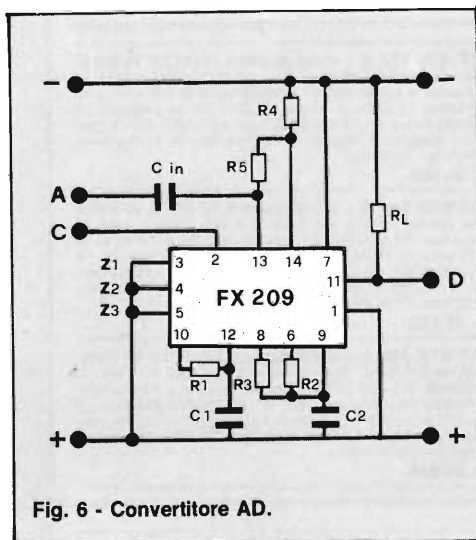 − −
R4
C in R5
A
C RL
Z1 3 2 13 14 7
Z2 4 FX 209 11 D
Z3 5 1
10 12 8 6 9
R1 R3 R2
C1 C2
+ +
Fig. 6 - Convertitore AD.